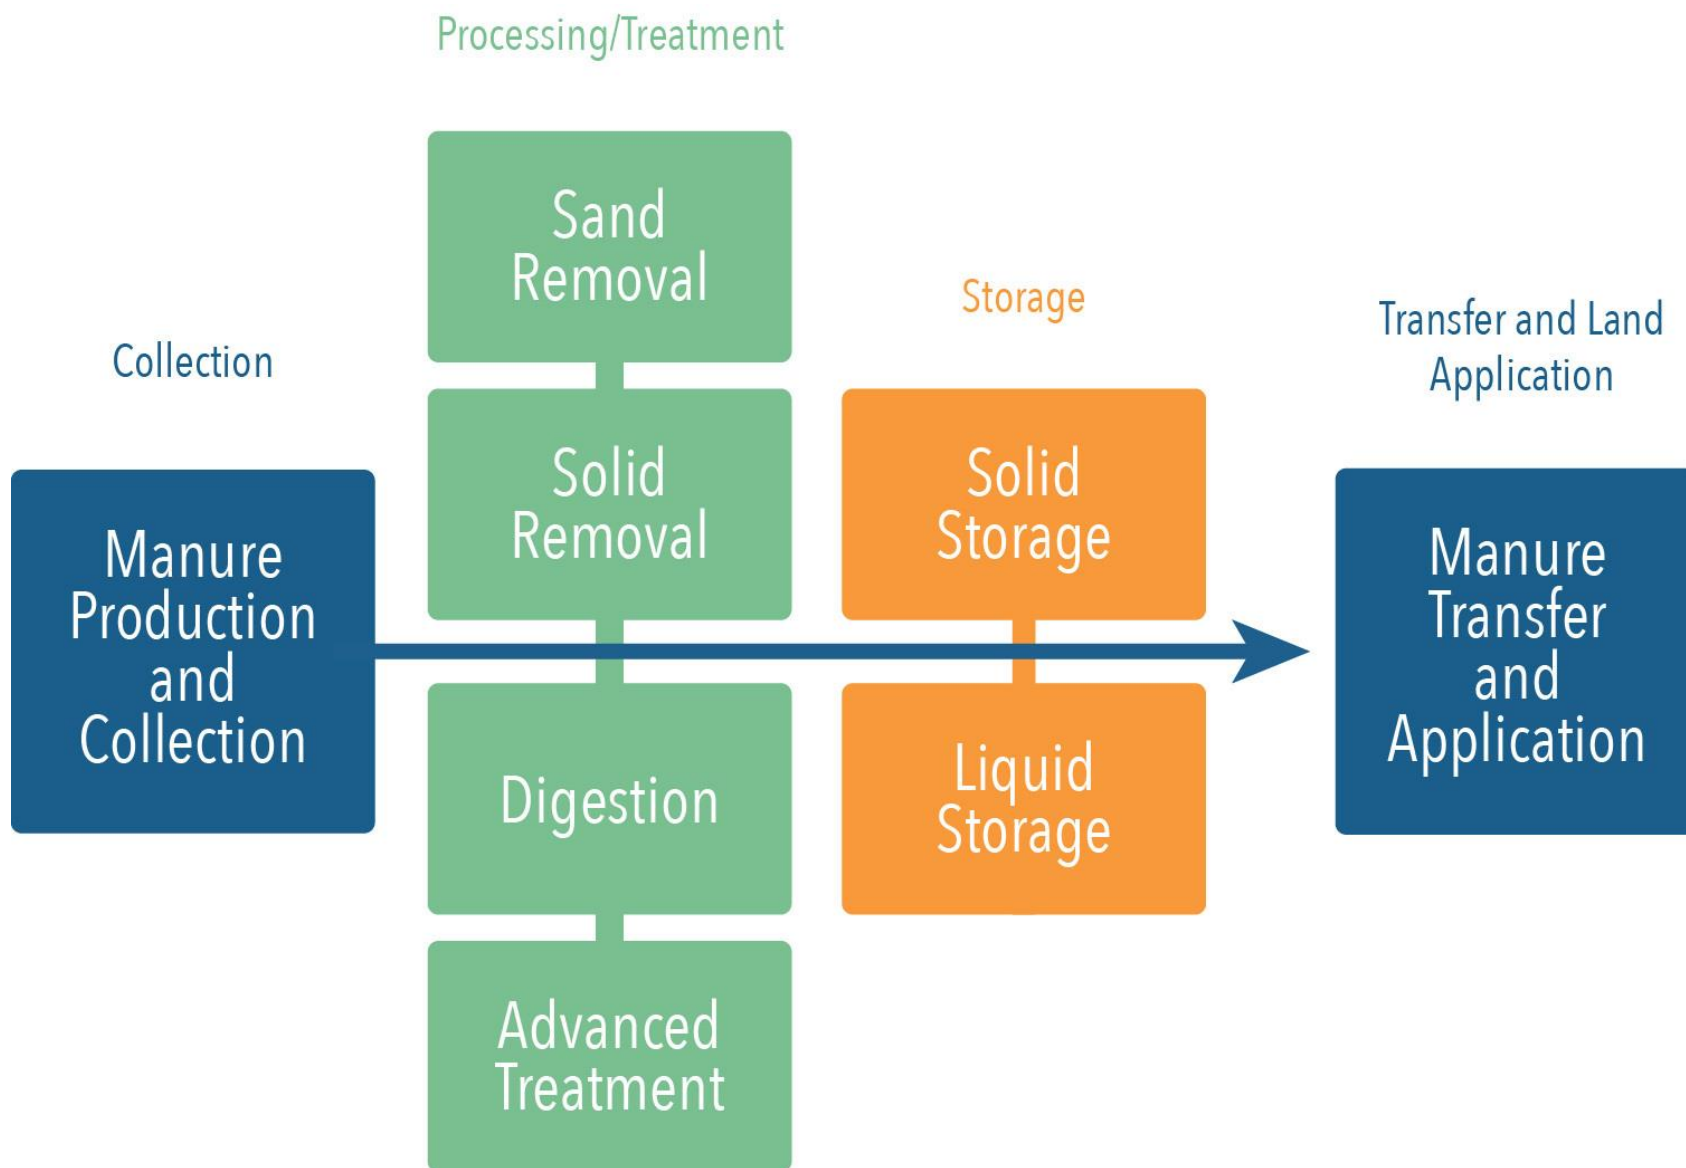 Processing/Treatment
Sand
Removal
Solid
Removal
Digestion
Advanced
Treatment
Collection
Manure
Production
and
Collection
Storage
Solid
Storage
Liquid
Storage
Transfer and Land
Application
Manure
Transfer
and
Application